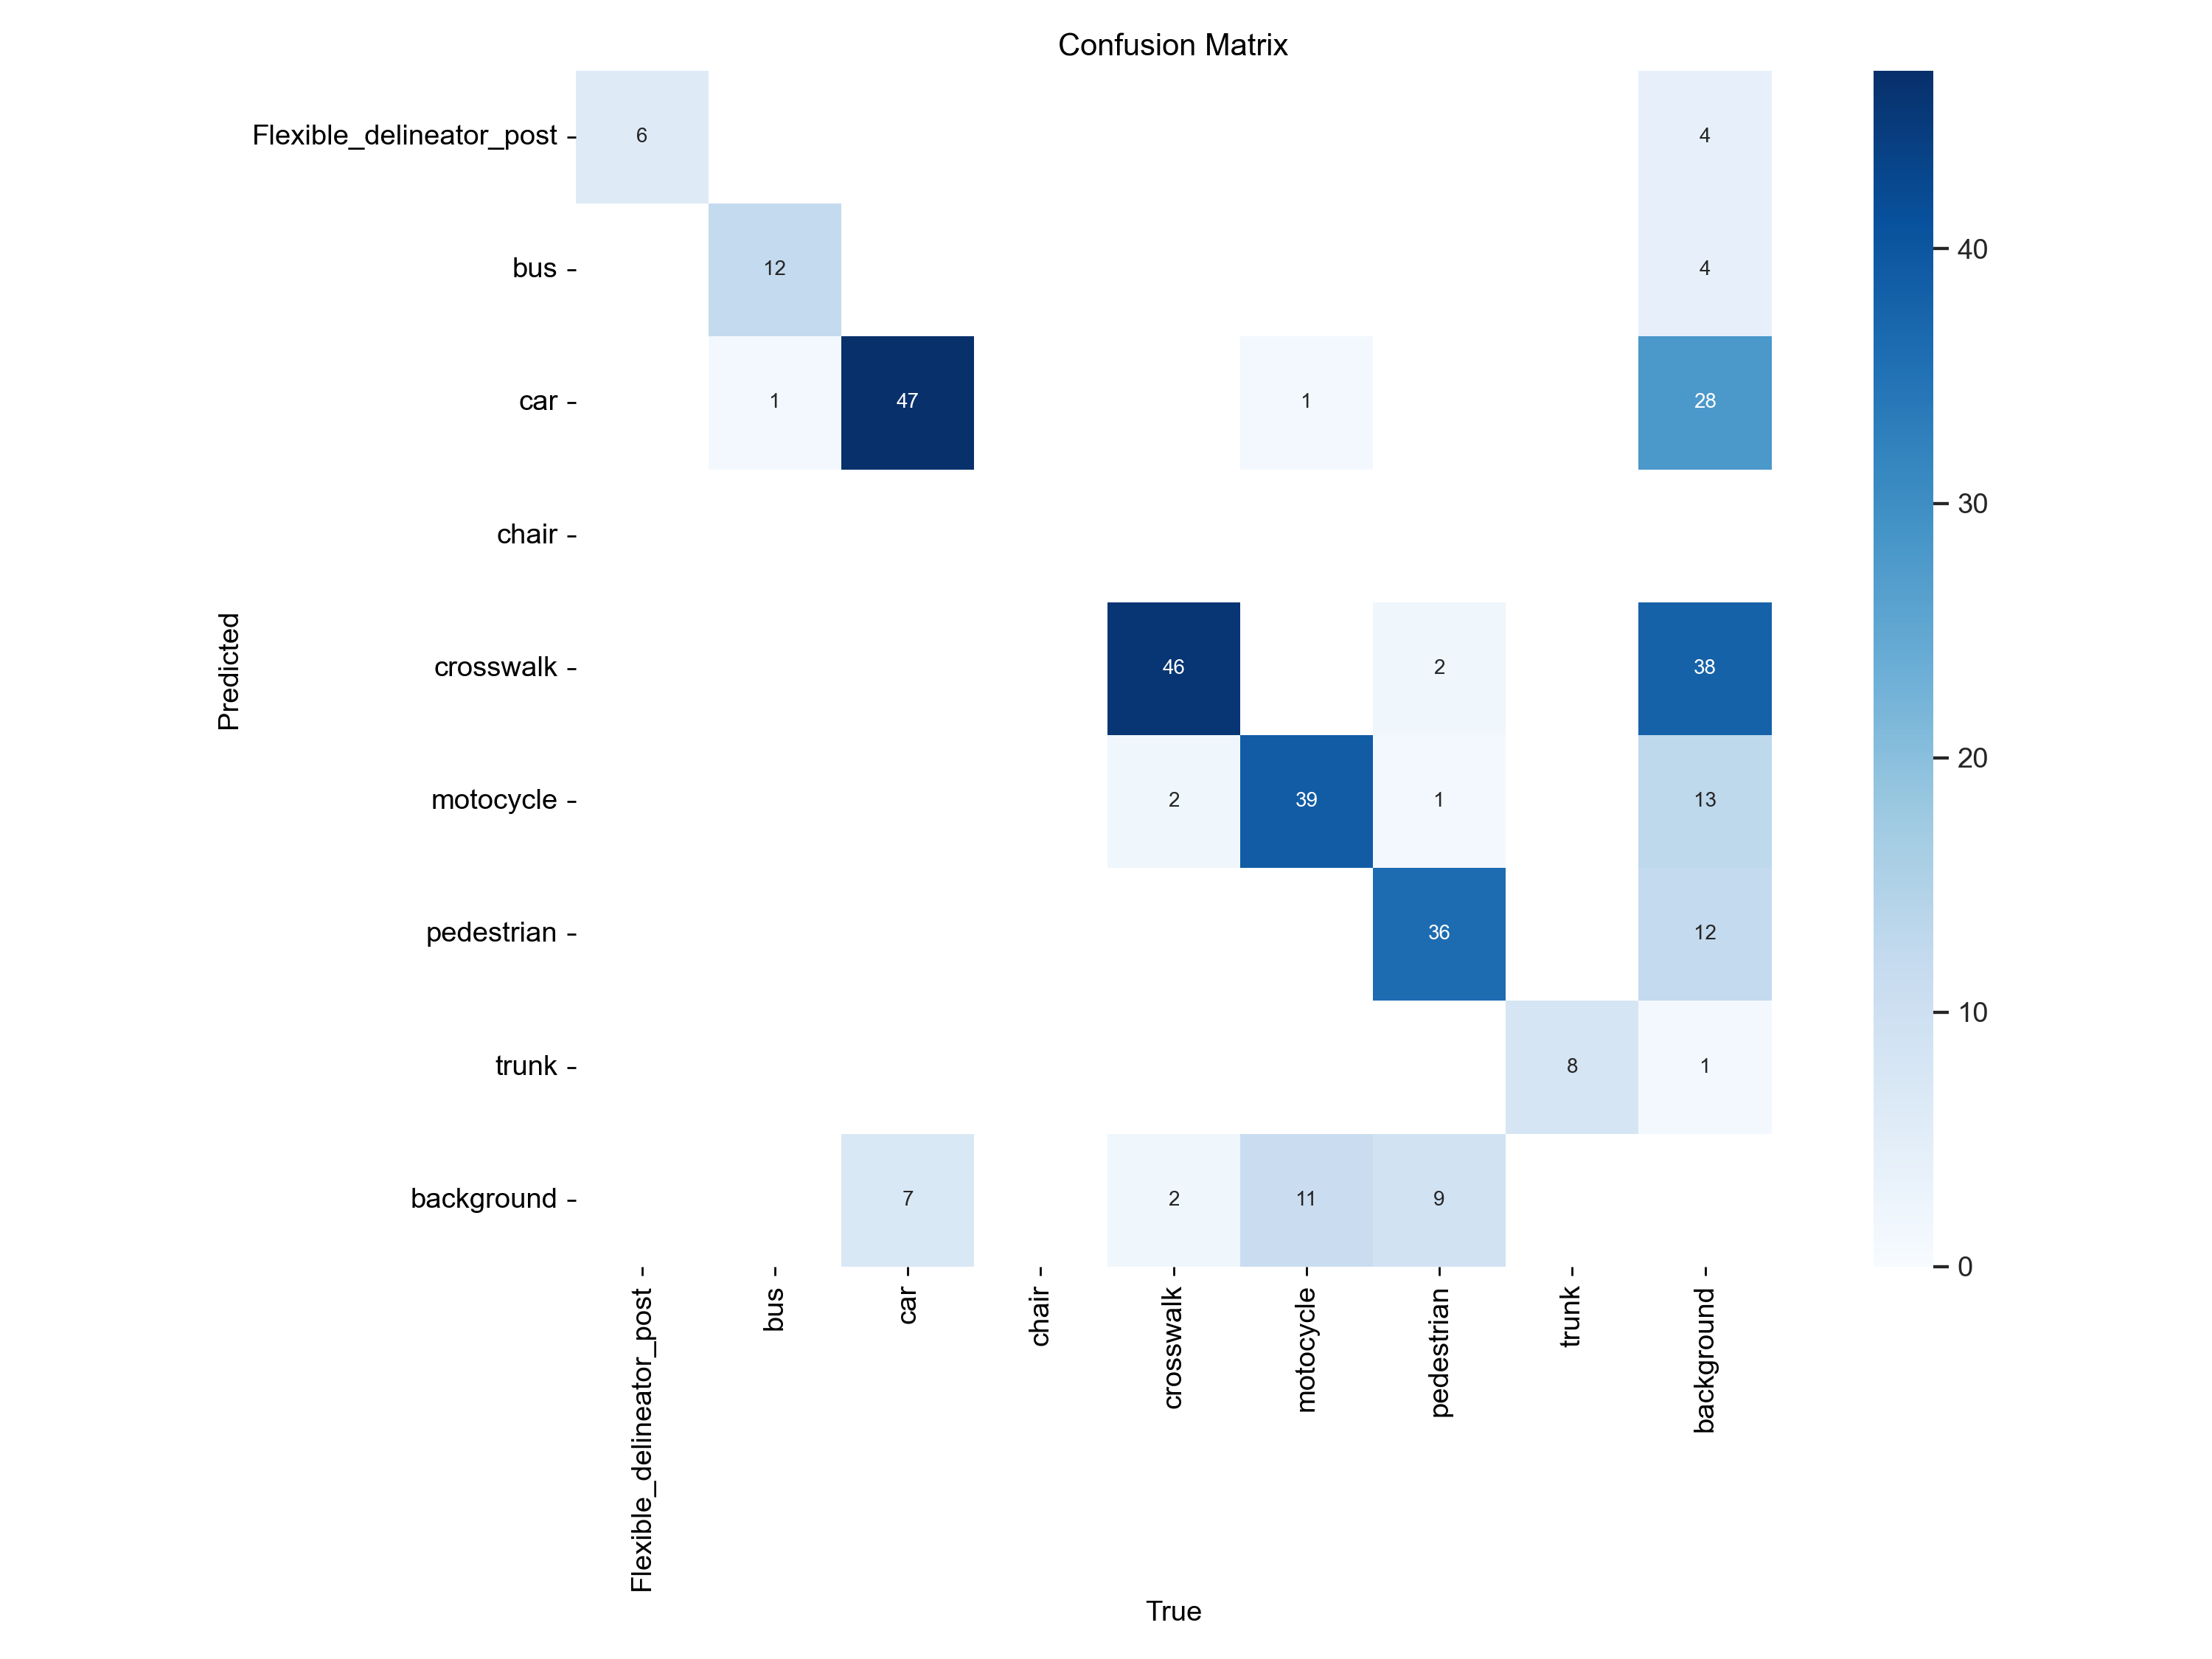 Confusion Matrix
Flexible_delineator_post
6
4
bus
12
4
40
car
1
47
1
28
30
chair
Predicted
crosswalk
46
2
38
20
motocycle
2
39
1
13
pedestrian
36
12
10
trunk
8
1
background
7
2
11
9
0
Flexible_delineator_post
bus
car
chair
crosswalk
motocycle
pedestrian
trunk
background
True